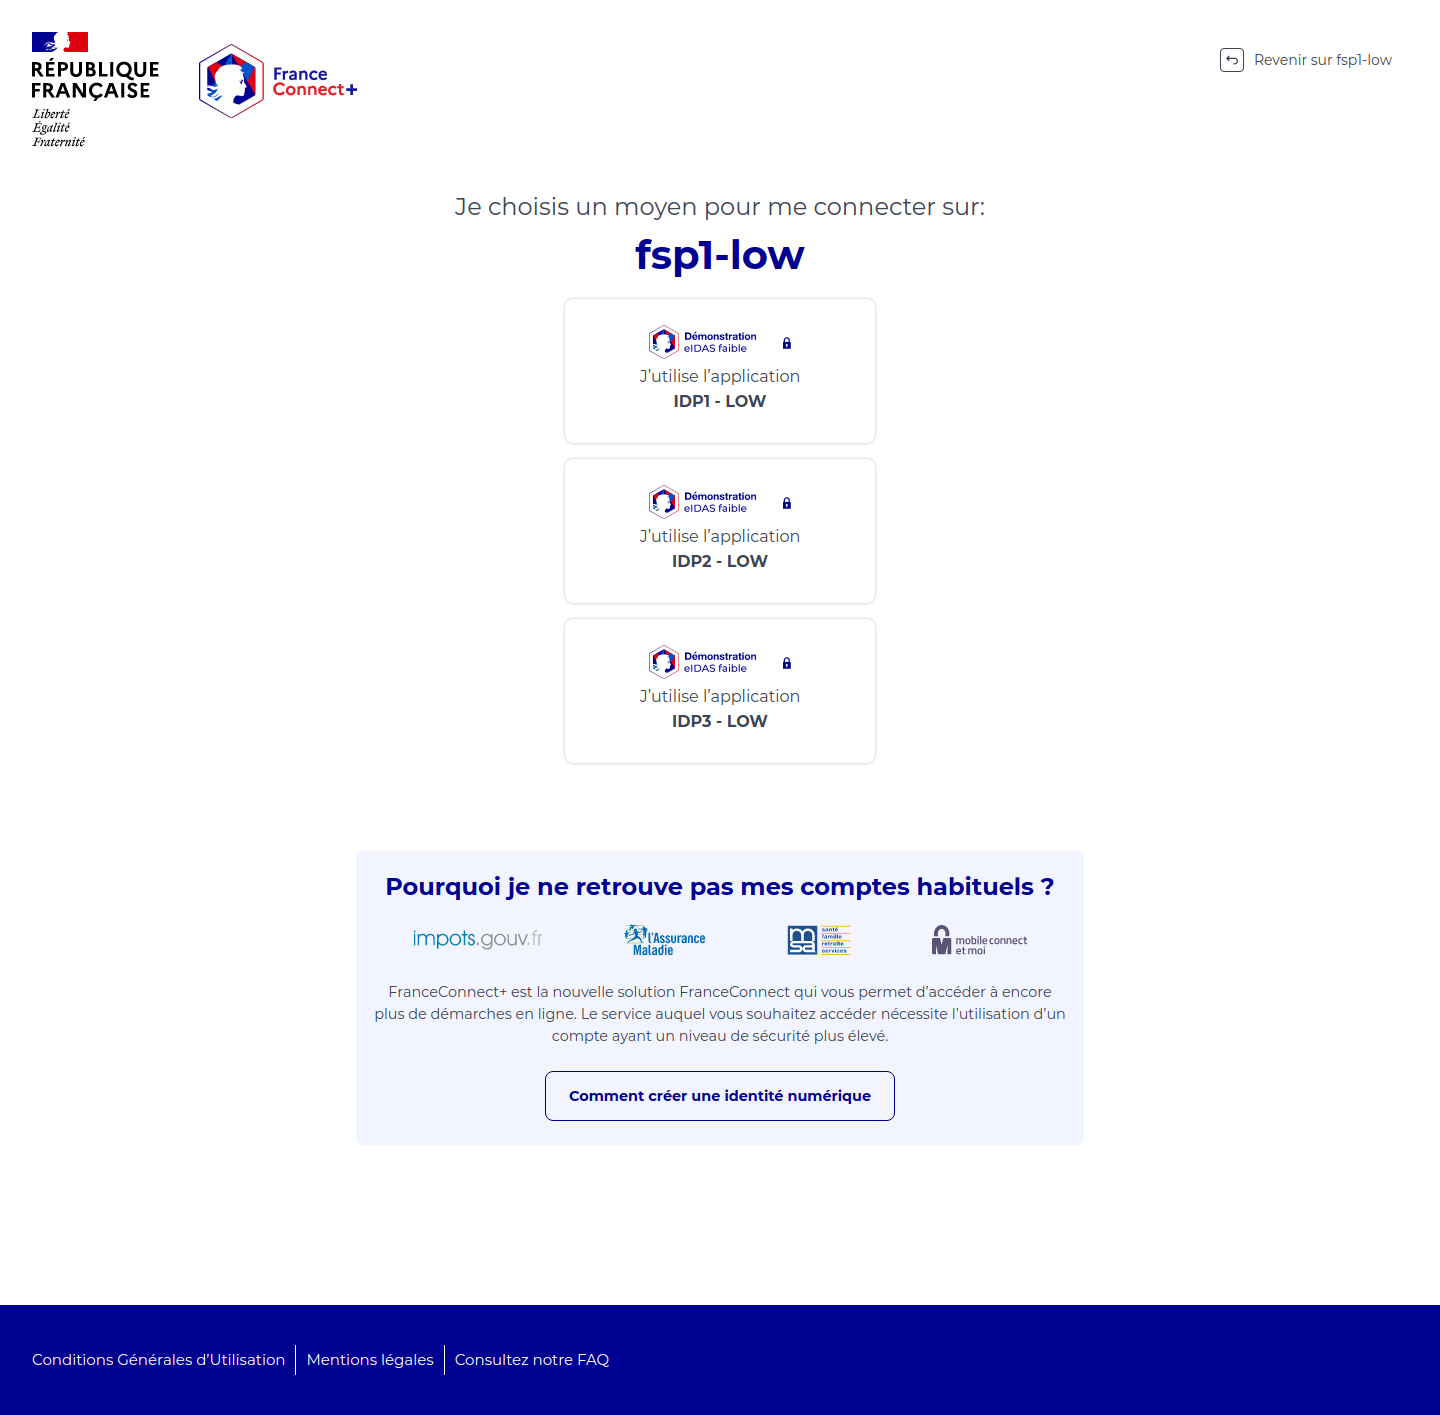 RÉPUBLIQUE
FRANÇAISE
Liberté
Égalité
Fraternité
France
Connect+
Revenir sur fsp1-low
Je choisis un moyen pour me connecter sur:
fsp1-low
Démonstration
eIDAS faible
J’utilise l’application
IDP1 - LOW
Démonstration
eIDAS faible
J’utilise l’application
IDP2 - LOW
Démonstration
eIDAS faible
J’utilise l’application
IDP3 - LOW
Pourquoi je ne retrouve pas mes comptes habituels ?
impots.gouv.fr
l'Assurance
Maladie
msa
santé
famille
retraite
services
mobile connect
et moi
FranceConnect+ est la nouvelle solution FranceConnect qui vous permet d’accéder à encore
plus de démarches en ligne. Le service auquel vous souhaitez accéder nécessite l’utilisation d’un
compte ayant un niveau de sécurité plus élevé.
Comment créer une identité numérique
Conditions Générales d’Utilisation
Mentions légales
Consultez notre FAQ